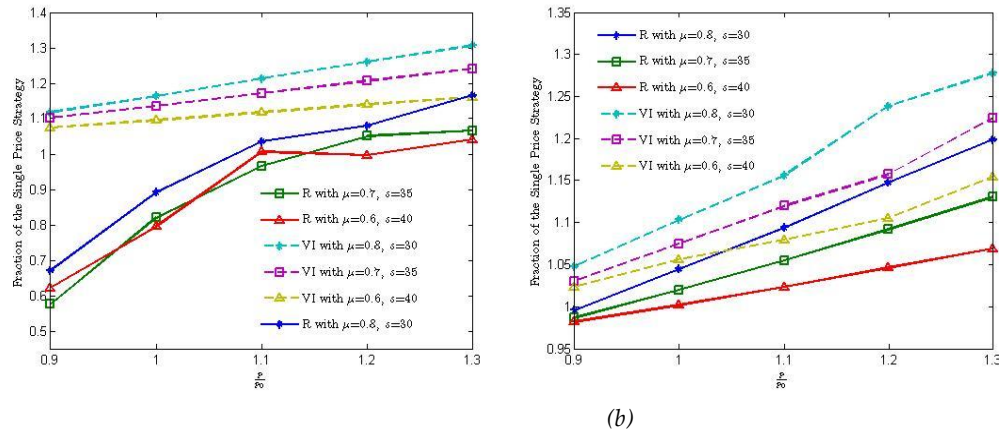 Fraction of the Single Price Strategy
1.4
1.3
1.2
1.1
1
0.9
0.8
0.7
0.6
0.5
R with μ=0.7, s=35
R with μ=0.6, s=40
VI with μ=0.8, s=30
VI with μ=0.7, s=35
VI with μ=0.6, s=40
R with μ=0.8, s=30
0.9 1 1.1 1.2 1.3
Fraction of the Single Price Strategy
1.35
1.3
1.25
1.2
1.15
1.1
1.05
1
0.95
R with μ=0.8, s=30
R with μ=0.7, s=35
R with μ=0.6, s=40
VI with μ=0.8, s=30
VI with μ=0.7, s=35
VI with μ=0.6, s=40
0.9 1 1.1 1.2 1.3
(b)